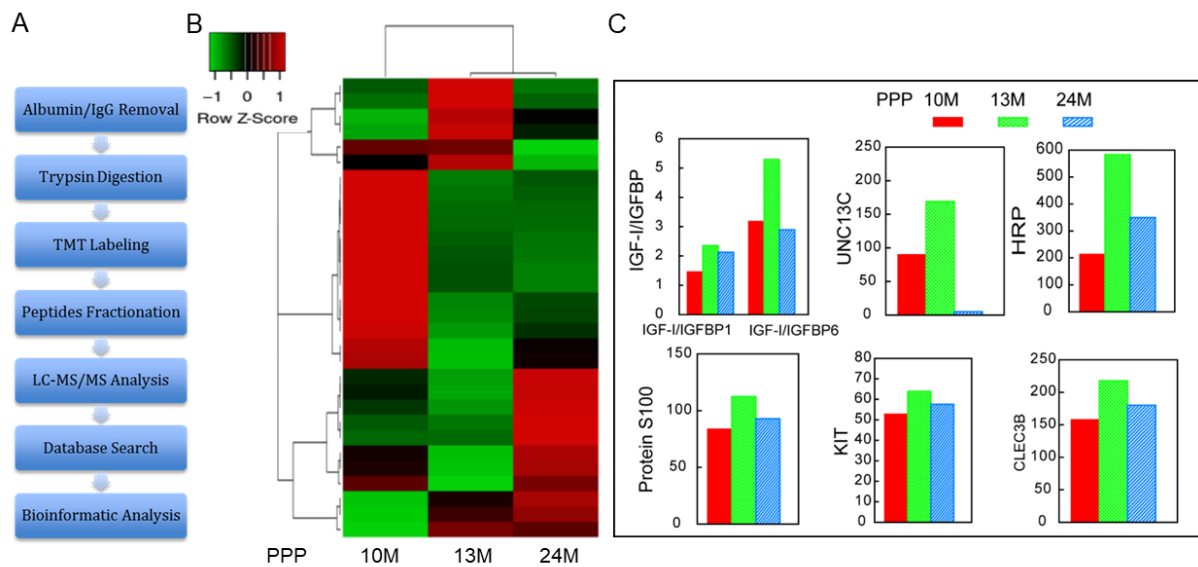 A
Albumin/IgG Removal
Trypsin Digestion
TMT Labeling
Peptides Fractionation
LC-MS/MS Analysis
Database Search
Bioinformatic Analysis
B
−1 0 1
Row Z-Score
PPP 10M 13M 24M
C
PPP 10M 13M 24M
IGF-I/IGFBP
6
5
4
3
2
1
0
IGF-I/IGFBP1 IGF-I/IGFBP6
UNC13C
250
200
150
100
50
0
HRP
600
500
400
300
200
100
0
Protein S100
150
100
50
0
KIT
80
70
60
50
40
30
20
10
0
CLEC3B
250
200
150
100
50
0